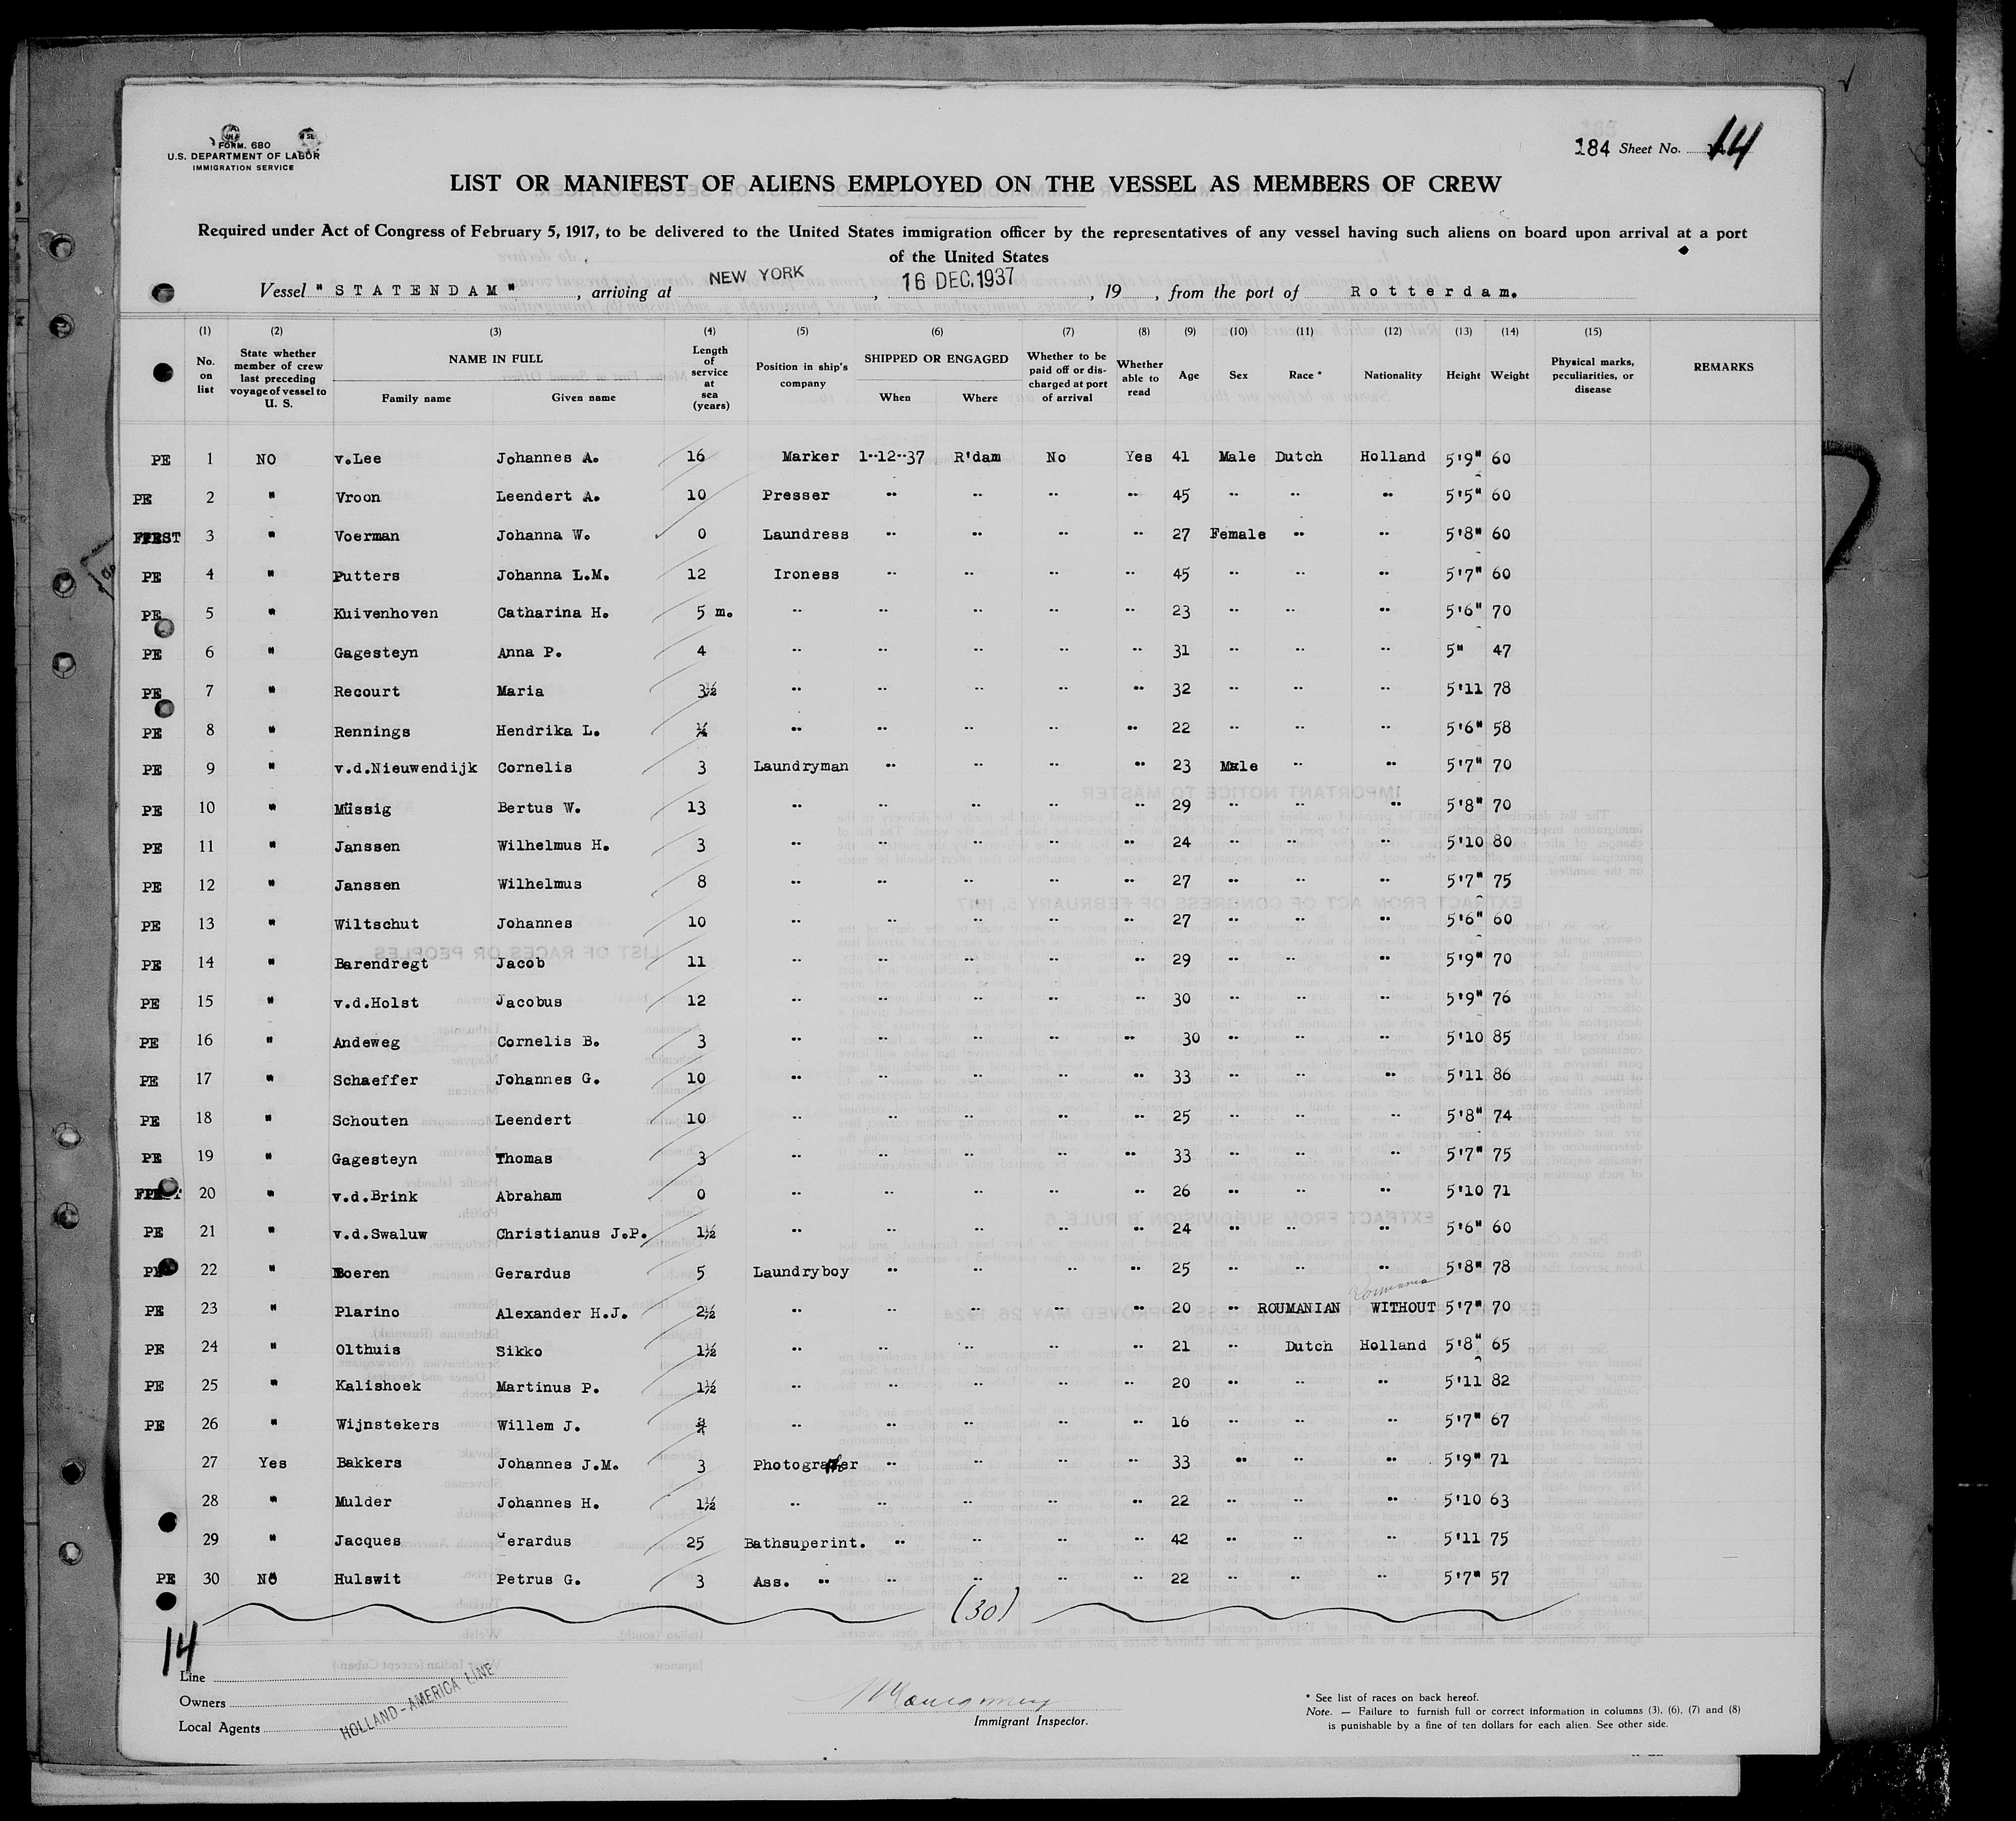 FORM. 680
U.S. DEPARTMENT OF LABOR
IMMIGRATION SERVICE
184 Sheet No. 14
LIST OR MANIFEST OF ALIENS EMPLOYED ON THE VESSEL AS MEMBERS OF CREW
Required under Act of Congress of February 5, 1917, to be delivered to the United States immigration officer by the representatives of any vessel having such aliens on board upon arrival at a port
of the United States
Vessel "STATENDAM", arriving at NEW YORK, 16 DEC. 1937, 19 , from the port of Rotterdam.
(1) (2) (3) (4) (5) (6) (7) (8) (9) (10) (11) (12) (13) (14) (15)
No. on list State whether member of crew last preceding voyage of vessel to U. S. NAME IN FULL Family name Given name Length of service at sea (years) Position in ship's company SHIPPED OR ENGAGED When Where Whether to be paid off or discharged at port of arrival Whether able to read Age Sex Race * Nationality Height Weight Physical marks, peculiarities, or disease REMARKS
PE 1 NO v.Lee Johannes A. 16 Marker 1-12-37 R'dam No Yes 41 Male Dutch Holland 5'9" 60
PE 2 " Vroon Leendert A. 10 Presser " " " " 45 " " " 5'5" 60
FIRST 3 " Voerman Johanna W. 0 Laundress " " " " 27 Female " " 5'8" 60
PE 4 " Putters Johanna L.M. 12 Ironess " " " " 45 " " " 5'7" 60
PE 5 " Kuivenhoven Catharina H. 5 m. " " " " " 23 " " " 5'6" 70
PE 6 " Gagesteyn Anna P. 4 " " " " " 31 " " " 5" 47
PE 7 " Recourt Maria 3½ " " " " " 32 " " " 5'11 78
PE 8 " Rennings Hendrika L. " " " " " 22 " " " 5'6" 58
PE 9 " v.d.Nieuwendijk Cornelis 3 Laundryman " " " " 23 Male " " 5'7" 70
PE 10 " Müssig Bertus W. 13 " " " " " 29 " " " 5'8" 70
PE 11 " Janssen Wilhelmus H. 3 " " " " " 24 " " " 5'10 80
PE 12 " Janssen Wilhelmus 8 " " " " " 27 " " " 5'7" 75
PE 13 " Wiltschut Johannes 10 " " " " " 27 " " " 5'6" 60
PE 14 " Barendregt Jacob 11 " " " " " 29 " " " 5'9" 70
PE 15 " v.d.Holst Jacobus 12 " " " " " 30 " " " 5'9" 76
PE 16 " Andeweg Cornelis B. 3 " " " " " 30 " " " 5'10 85
PE 17 " Schaeffer Johannes G. 10 " " " " " 33 " " " 5'11 86
PE 18 " Schouten Leendert 10 " " " " " 25 " " " 5'8" 74
PE 19 " Gagesteyn Thomas 3 " " " " " 33 " " " 5'7" 75
20 " v.d.Brink Abraham 0 " " " " " 26 " " " 5'10 71
PE 21 " v.d.Swaluw Christianus J.P. 1½ " " " " " 24 " " " 5'6" 60
PE 22 " Boeren Gerardus 5 Laundryboy " " " " 25 " " " 5'8" 78
Roumania
PE 23 " Plarino Alexander H.J. 2½ " " " " " 20 " ROUMANIAN WITHOUT 5'7" 70
PE 24 " Olthuis Sikko 1½ " " " " " 21 " Dutch Holland 5'8" 65
PE 25 " Kalishoek Martinus P. 1½ " " " " " 20 " " " 5'11 82
PE 26 " Wijnstekers Willem J. " " " " " 16 " " " 5'7" 67
27 Yes Bakkers Johannes J.M. 3 Photographer " " " " 33 " " " 5'9" 71
28 " Mulder Johannes H. 1½ " " " " " 22 " " " 5'10 63
29 " Jacques Gerardus 25 Bathsuperint. " " " " 42 " " " 5'11 75
PE 30 NO Hulswit Petrus G. 3 Ass. " " " " " 22 " " " 5'7" 57
(30)
14
Line
Owners
Local Agents
HOLLAND-AMERICA LINE
Immigrant Inspector.
* See list of races on back hereof.
Note. — Failure to furnish full or correct information in columns (3), (6), (7) and (8)
is punishable by a fine of ten dollars for each alien. See other side.